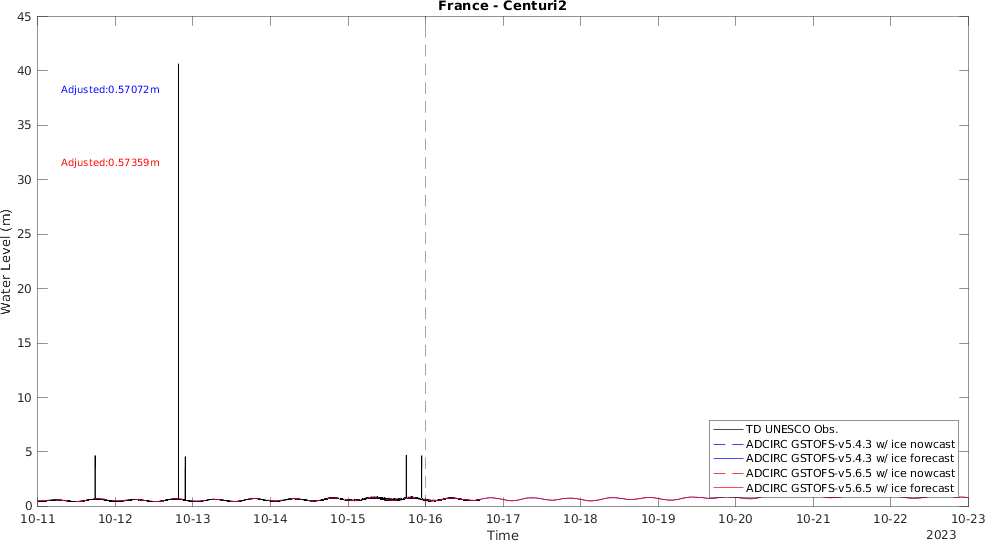 France - Centuri2
45
40
35
30
25
20
15
10
5
0
Water Level (m)
Adjusted:0.57072m
Adjusted:0.57359m
TD UNESCO Obs.
ADCIRC GSTOFS-v5.4.3 w/ ice nowcast
ADCIRC GSTOFS-v5.4.3 w/ ice forecast
ADCIRC GSTOFS-v5.6.5 w/ ice nowcast
ADCIRC GSTOFS-v5.6.5 w/ ice forecast
10-11 10-12 10-13 10-14 10-15 10-16 10-17 10-18 10-19 10-20 10-21 10-22 10-23
Time
2023